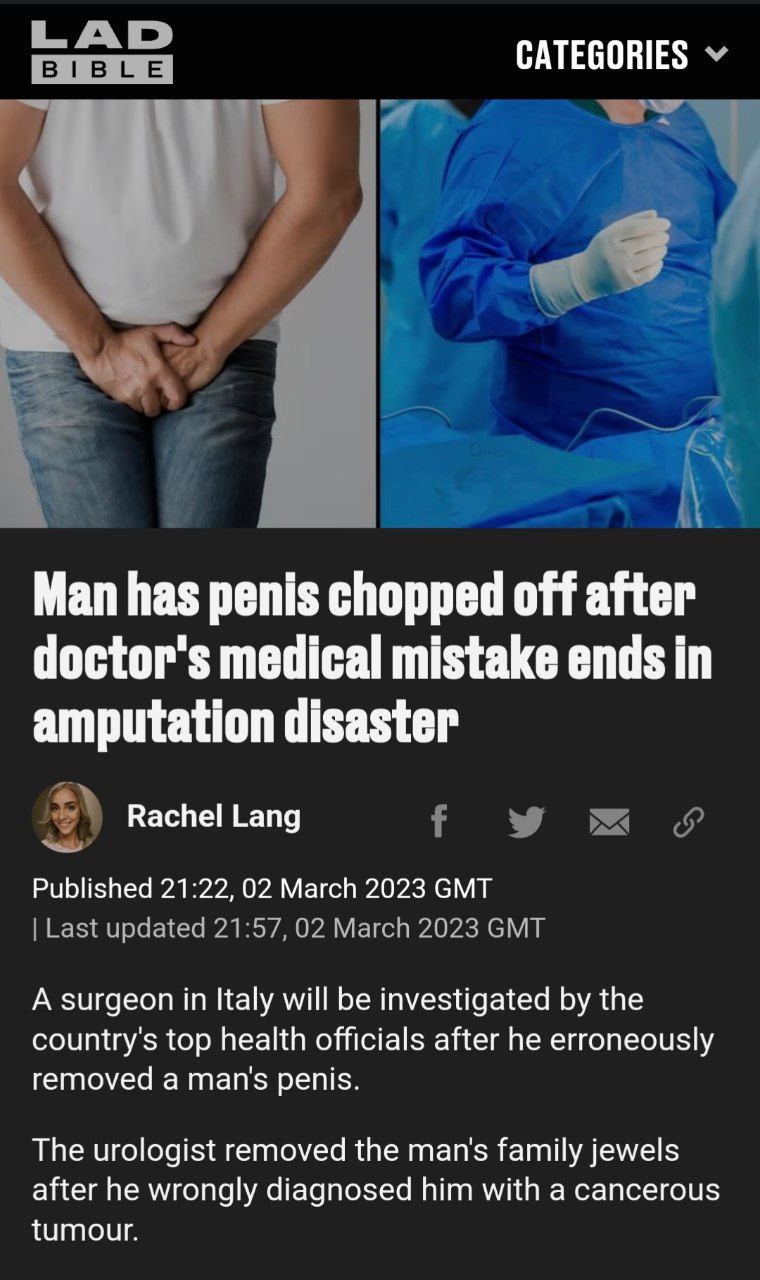 LAD
BIBLE
CATEGORIES
Man has penis chopped off after
doctor's medical mistake ends in
amputation disaster
Rachel Lang
Published 21:22, 02 March 2023 GMT
| Last updated 21:57, 02 March 2023 GMT
A surgeon in Italy will be investigated by the
country's top health officials after he erroneously
removed a man's penis.
The urologist removed the man's family jewels
after he wrongly diagnosed him with a cancerous
tumour.